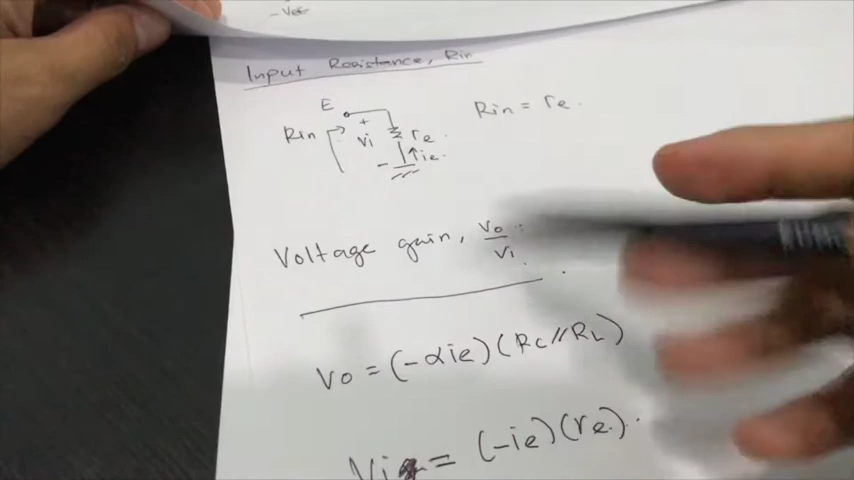 -VEE
Input Resistance, Rin
E
+
Rin
Vi
re.
-
ie.
Rin = re.
Voltage gain, Vo/Vi
Vo = (-αie)(Rc//RL)
Vi = (-ie)(re).